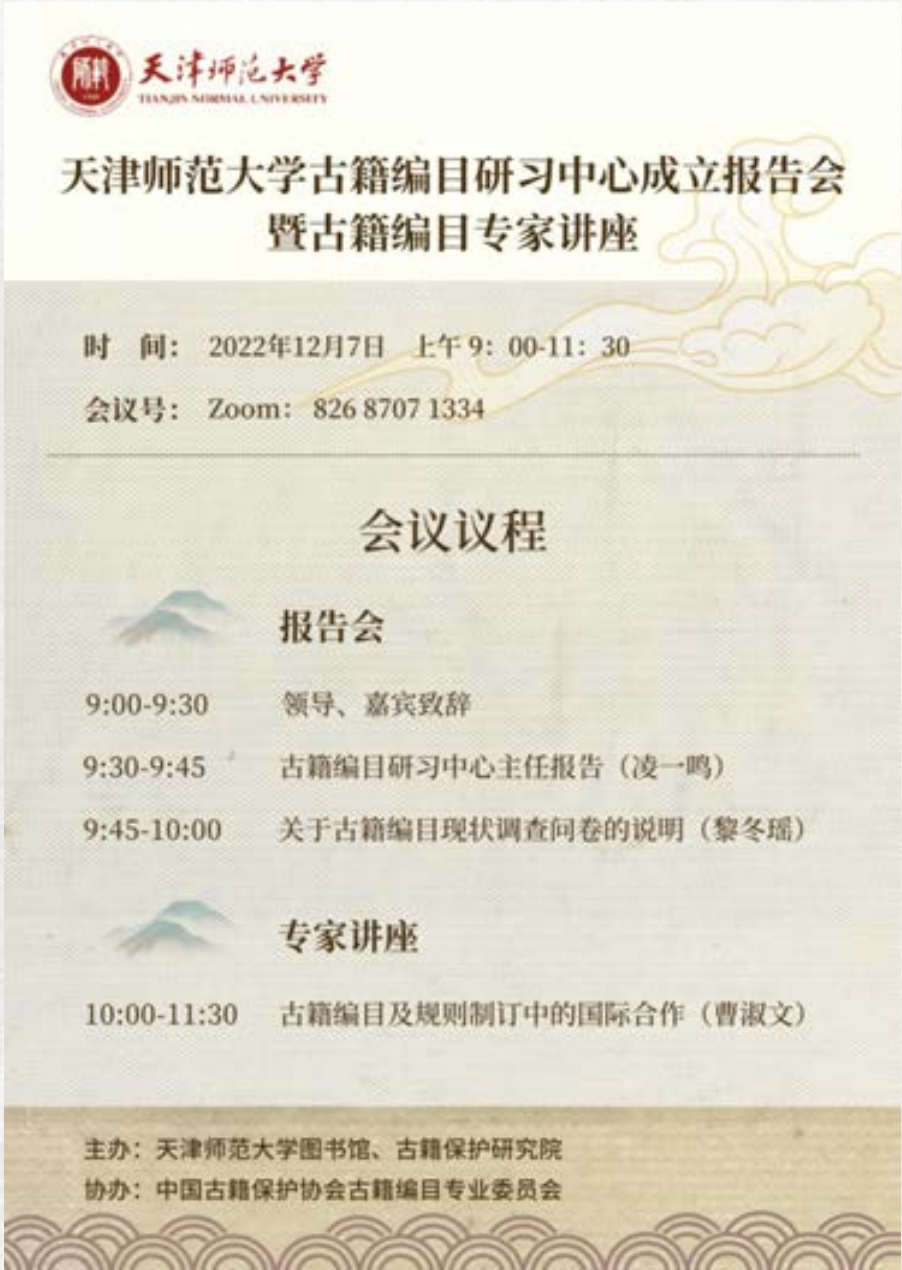 天津师范大学
TIANJIN NORMAL UNIVERSITY
天津师范大学古籍编目研习中心成立报告会
暨古籍编目专家讲座
时 间： 2022年12月7日 上午 9：00-11：30
会议号： Zoom： 826 8707 1334
会议议程
报告会
9:00-9:30 领导、嘉宾致辞
9:30-9:45 古籍编目研习中心主任报告（凌一鸣）
9:45-10:00 关于古籍编目现状调查问卷的说明（黎冬瑶）
专家讲座
10:00-11:30 古籍编目及规则制订中的国际合作（曹淑文）
主办：天津师范大学图书馆、古籍保护研究院
协办：中国古籍保护协会古籍编目专业委员会